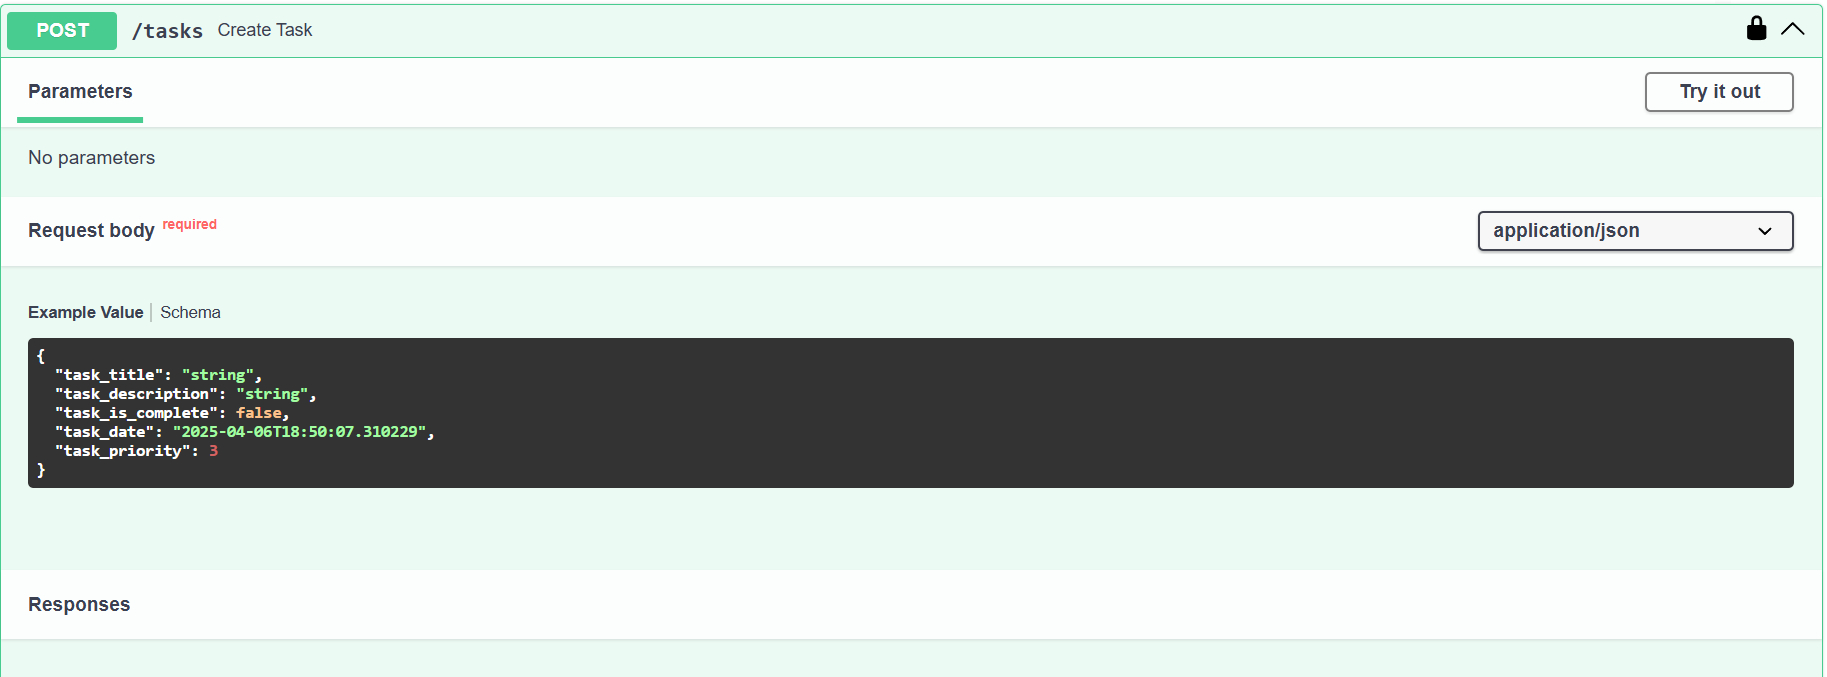 POST /tasks Create Task
Parameters
Try it out
No parameters
Request body required
application/json
Example Value | Schema
{
  "task_title": "string",
  "task_description": "string",
  "task_is_complete": false,
  "task_date": "2025-04-06T18:50:07.310229",
  "task_priority": 3
}
Responses